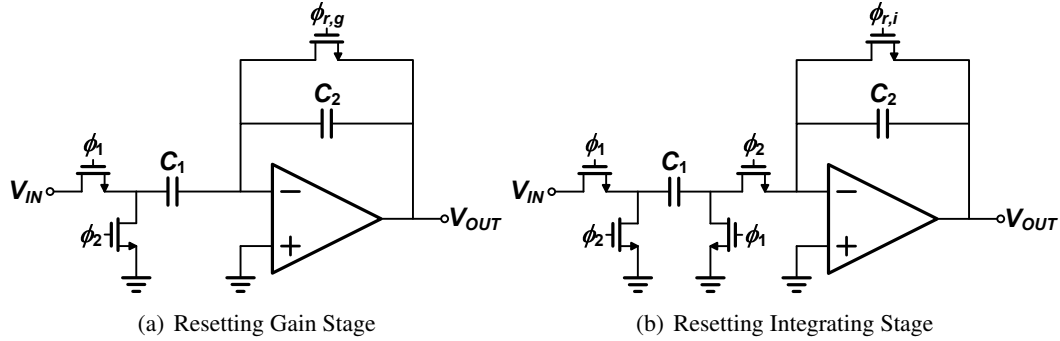 ϕr,g
C2
ϕ1
C1
VIN
ϕ2
−
+
VOUT
(a) Resetting Gain Stage
ϕr,i
C2
ϕ1
C1
ϕ2
VIN
ϕ2
ϕ1
−
+
VOUT
(b) Resetting Integrating Stage